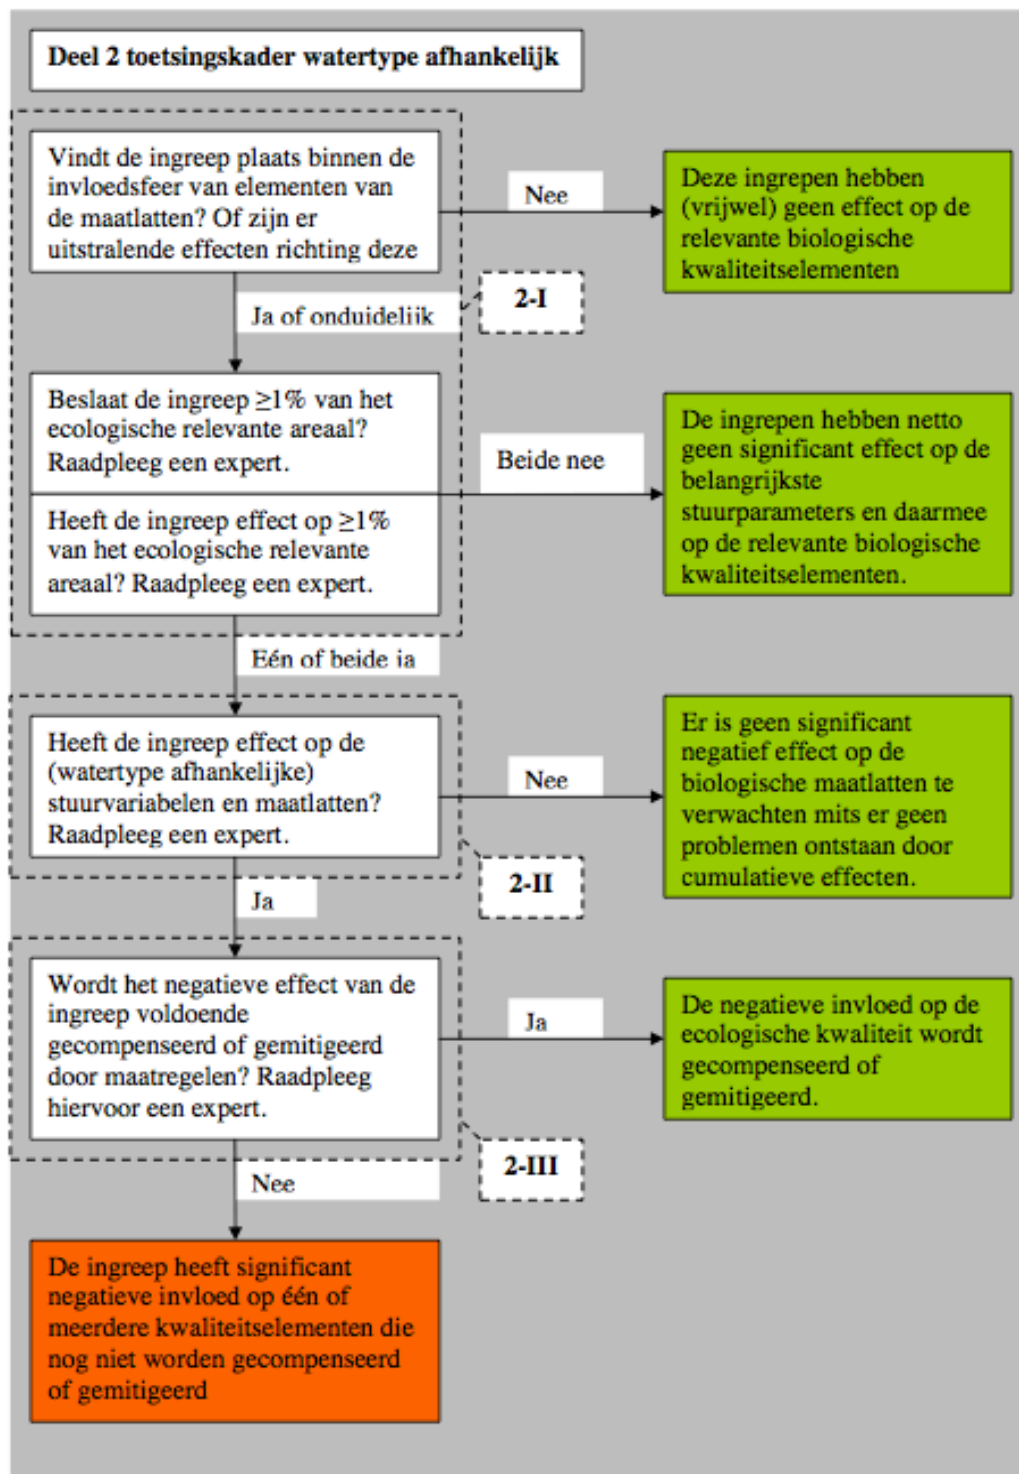 Deel 2 toetsingskader watertype afhankelijk
Vindt de ingreep plaats binnen de
invloedsfeer van elementen van
de maatlatten? Of zijn er
uitstralende effecten richting deze
Nee
Deze ingrepen hebben
(vrijwel) geen effect op de
relevante biologische
kwaliteitselementen
Ja of onduidelijk
2-I
Beslaat de ingreep ≥1% van het
ecologische relevante areaal?
Raadpleeg een expert.
Heeft de ingreep effect op ≥1%
van het ecologische relevante
areaal? Raadpleeg een expert.
Beide nee
De ingrepen hebben netto
geen significant effect op de
belangrijkste
stuurparameters en daarmee
op de relevante biologische
kwaliteitselementen.
Eén of beide ja
Heeft de ingreep effect op de
(watertype afhankelijke)
stuurvariabelen en maatlatten?
Raadpleeg een expert.
Nee
Er is geen significant
negatief effect op de
biologische maatlatten te
verwachten mits er geen
problemen ontstaan door
cumulatieve effecten.
2-II
Ja
Wordt het negatieve effect van de
ingreep voldoende
gecompenseerd of gemitigeerd
door maatregelen? Raadpleeg
hiervoor een expert.
Ja
De negatieve invloed op de
ecologische kwaliteit wordt
gecompenseerd of
gemitigeerd.
2-III
Nee
De ingreep heeft significant
negatieve invloed op één of
meerdere kwaliteitselementen die
nog niet worden gecompenseerd
of gemitigeerd